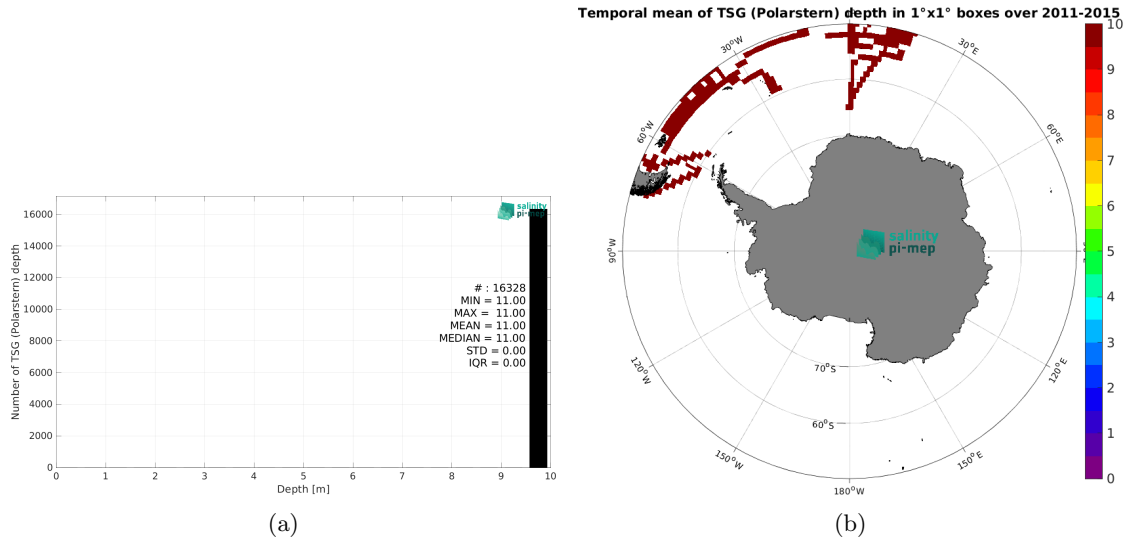 Temporal mean of TSG (Polarstern) depth in 1°x1° boxes over 2011-2015
Number of TSG (Polarstern) depth
16000
14000
12000
10000
8000
6000
4000
2000
0
salinity
pi-mep
# : 16328
MIN = 11.00
MAX = 11.00
MEAN = 11.00
MEDIAN = 11.00
STD = 0.00
IQR = 0.00
0 1 2 3 4 5 6 7 8 9 10
Depth [m]
(a)
30°W
30°E
60°W
60°E
90°W
120°W
120°E
150°W
150°E
180°W
70°S
60°S
salinity
pi-mep
10
9
8
7
6
5
4
3
2
1
0
(b)